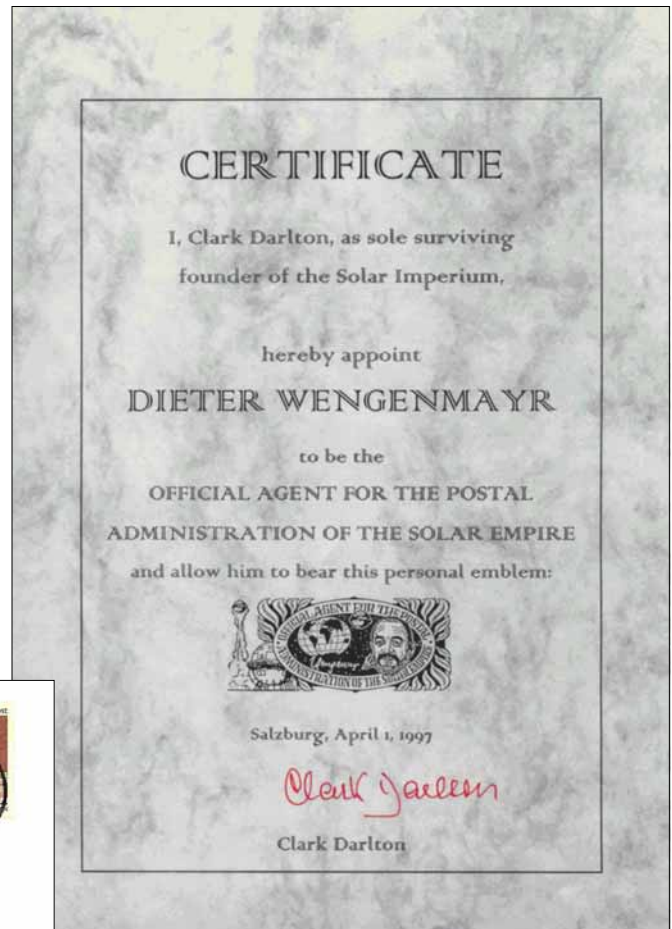 CERTIFICATE
I, Clark Darlton, as sole surviving
founder of the Solar Imperium,
hereby appoint
DIETER WENGENMAYR
to be the
OFFICIAL AGENT FOR THE POSTAL
ADMINISTRATION OF THE SOLAR EMPIRE
and allow him to bear this personal emblem:
OFFICIAL AGENT FOR THE POSTAL
ADMINISTRATION OF THE SOLAR EMPIRE
Salzburg, April 1, 1997
Clark Darlton
Clark Darlton